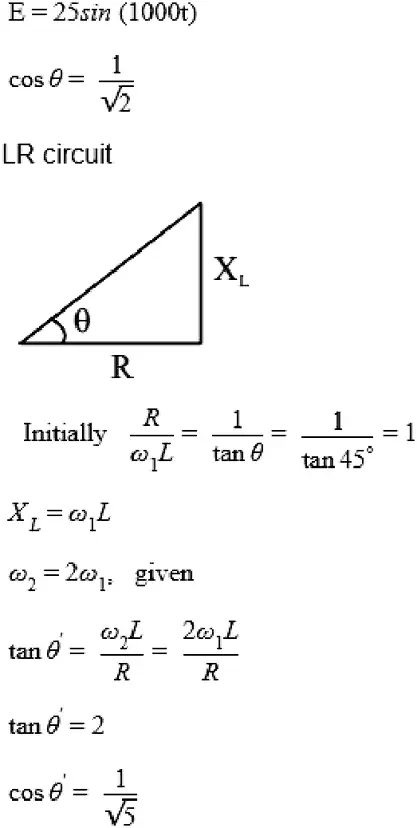 E = 25sin (1000t)
cos θ = 1/√2
LR circuit
θ
X_L
R
Initially R/ω₁L = 1/tan θ = 1/tan 45° = 1
X_L = ω₁L
ω₂ = 2ω₁, given
tan θ' = ω₂L/R = 2ω₁L/R
tan θ' = 2
cos θ' = 1/√5